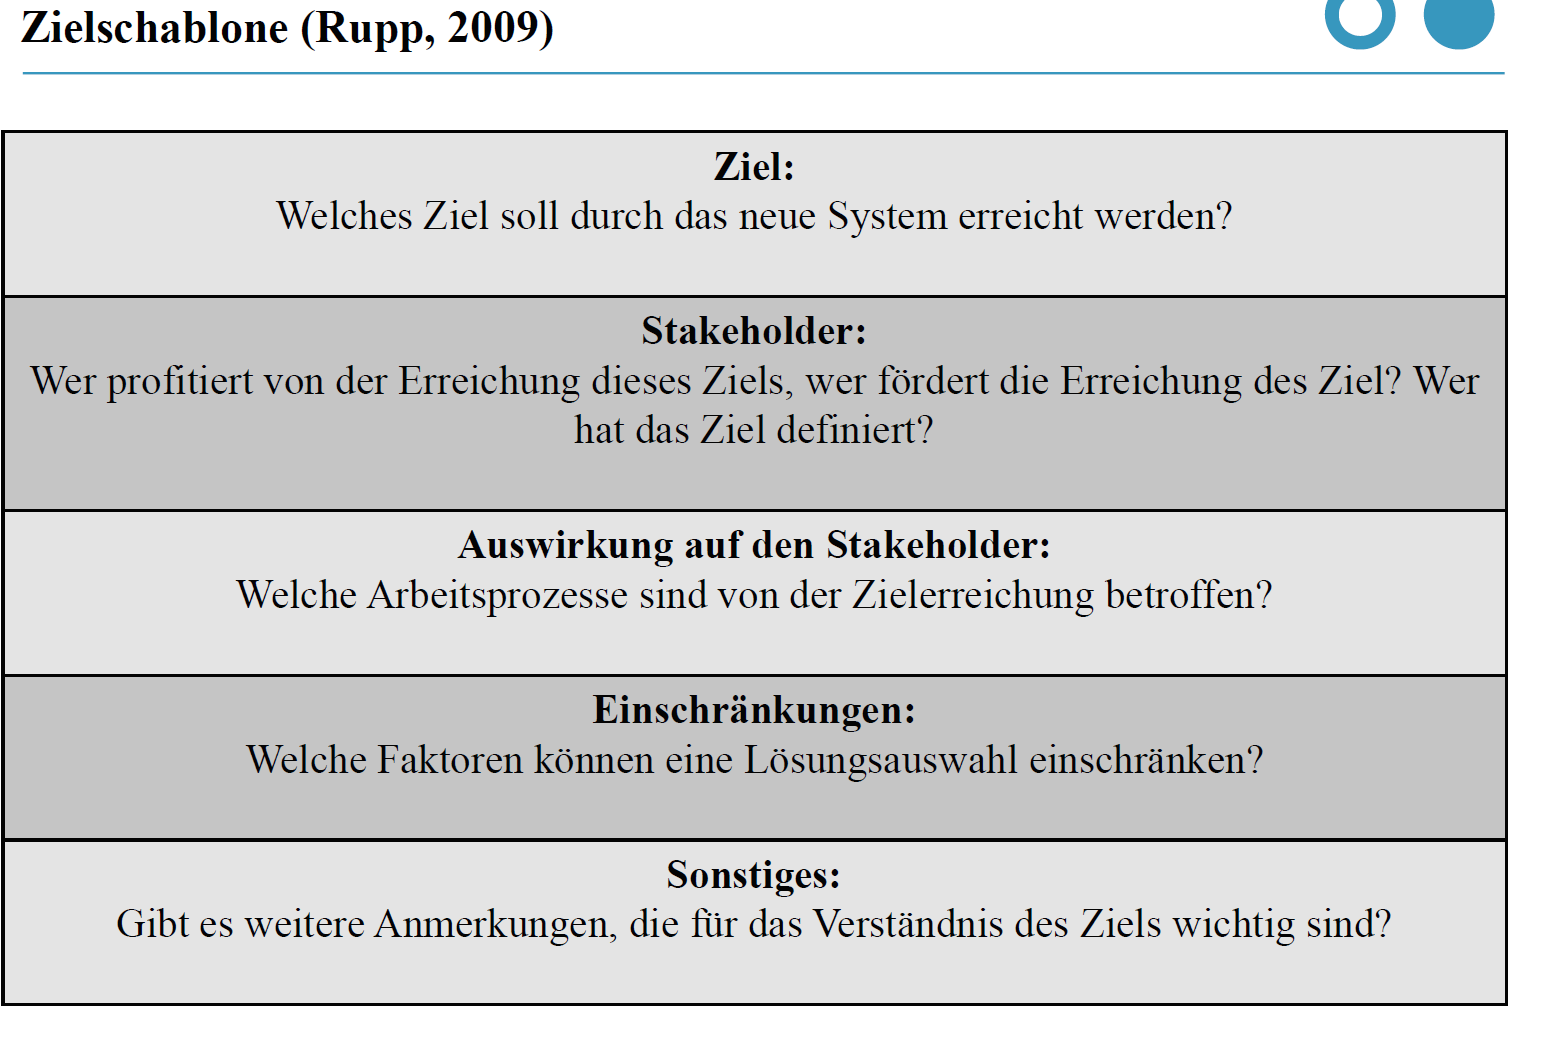 Zielschablone (Rupp, 2009)
Ziel:
Welches Ziel soll durch das neue System erreicht werden?
Stakeholder:
Wer profitiert von der Erreichung dieses Ziels, wer fördert die Erreichung des Ziel? Wer
hat das Ziel definiert?
Auswirkung auf den Stakeholder:
Welche Arbeitsprozesse sind von der Zielerreichung betroffen?
Einschränkungen:
Welche Faktoren können eine Lösungsauswahl einschränken?
Sonstiges:
Gibt es weitere Anmerkungen, die für das Verständnis des Ziels wichtig sind?